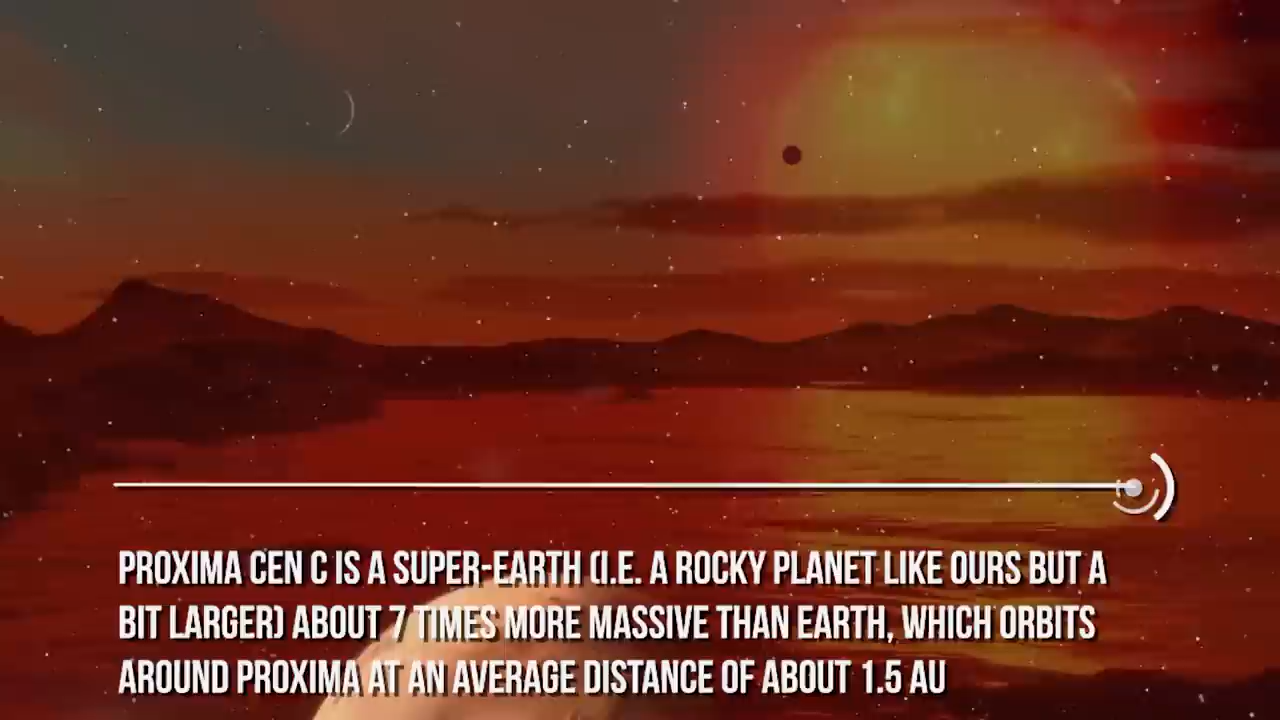 PROXIMA CEN C IS A SUPER-EARTH (I.E. A ROCKY PLANET LIKE OURS BUT A
BIT LARGER) ABOUT 7 TIMES MORE MASSIVE THAN EARTH, WHICH ORBITS
AROUND PROXIMA AT AN AVERAGE DISTANCE OF ABOUT 1.5 AU